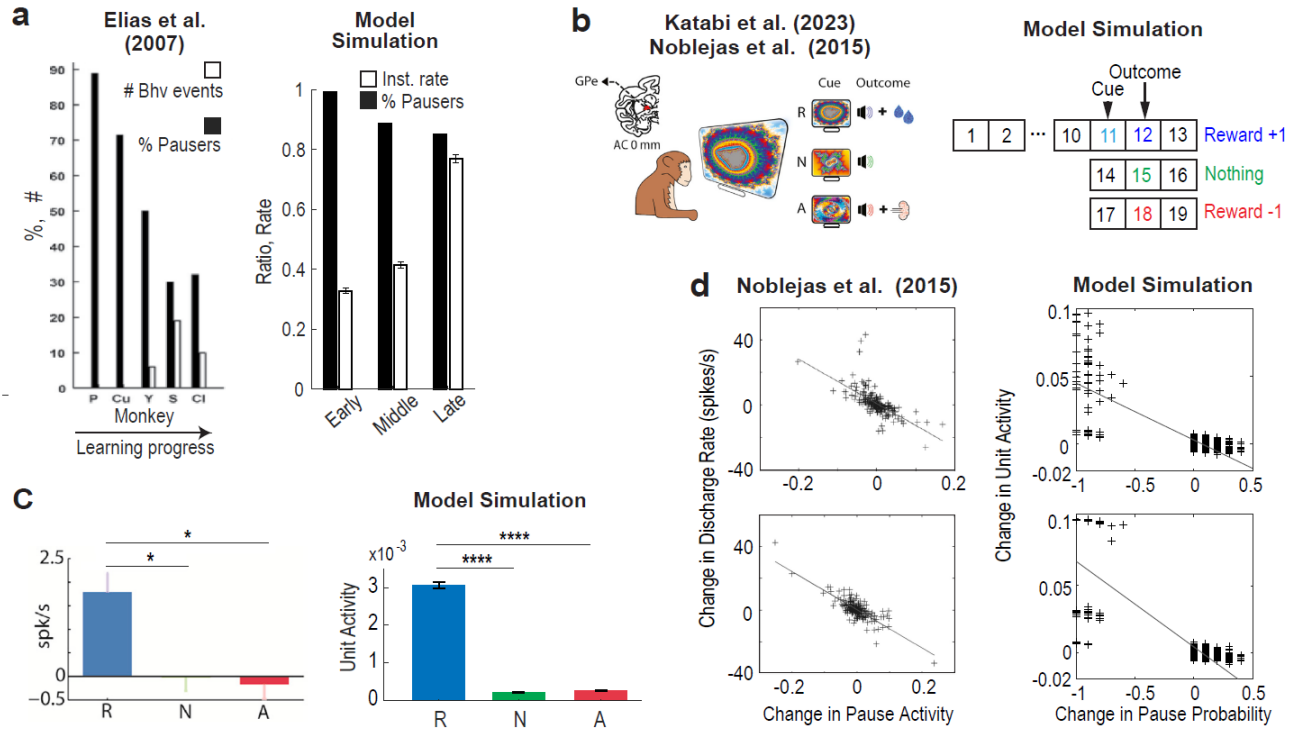 a
Elias et al.
(2007)
Model
Simulation
# Bhv events
% Pausers
%, #
90
80
70
60
50
40
30
20
10
0
P Cu Y S Cl
Monkey
Learning progress
Inst. rate
% Pausers
Ratio, Rate
1
0.8
0.6
0.4
0.2
0
Early
Middle
Late
b
Katabi et al. (2023)
Noblejas et al. (2015)
GPe
AC 0 mm
Cue Outcome
R +
N
A +
Model Simulation
Outcome
Cue
1 2 ... 10 11 12 13 Reward +1
14 15 16 Nothing
17 18 19 Reward -1
c
spk/s
2.5
0
−0.5
*
*
R N A
Model Simulation
×10⁻³
Unit Activity
3
2
1
0
****
****
R N A
d
Noblejas et al. (2015)
Change in Discharge Rate (spikes/s)
40
0
-40
-0.2 0 0.2
40
0
-40
-0.2 0 0.2
Change in Pause Activity
Model Simulation
Change in Unit Activity
0.1
0.05
0
-0.02
-1 0 0.5
0.1
0.05
0
-0.02
-1 0 0.5
Change in Pause Probability